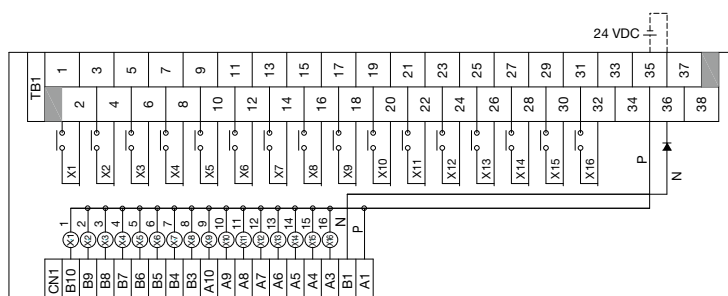 24 VDC
TB1
1 3 5 7 9 11 13 15 17 19 21 23 25 27 29 31 33 35 37
2 4 6 8 10 12 14 16 18 20 22 24 26 28 30 32 34 36 38
X1 X2 X3 X4 X5 X6 X7 X8 X9 X10 X11 X12 X13 X14 X15 X16
P
N
1 2 3 4 5 6 7 8 9 10 11 12 13 14 15 16
N
P
X1 X2 X3 X4 X5 X6 X7 X8 X9 X10 X11 X12 X13 X14 X15 X16
CN1
B10 B9 B8 B7 B6 B5 B4 B3 A10 A9 A8 A7 A6 A5 A4 A3 B1 A1